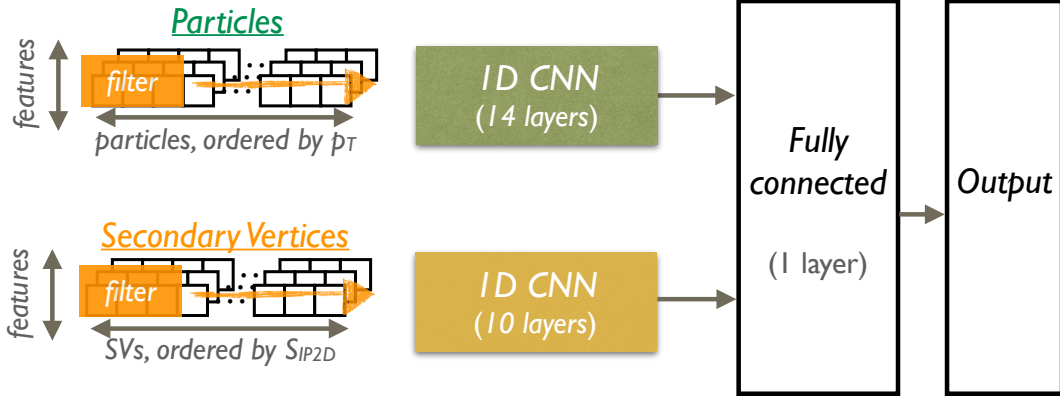 Particles
features
filter
particles, ordered by pT
1D CNN
(14 layers)
Secondary Vertices
features
filter
SVs, ordered by SIP2D
1D CNN
(10 layers)
Fully
connected
(1 layer)
Output